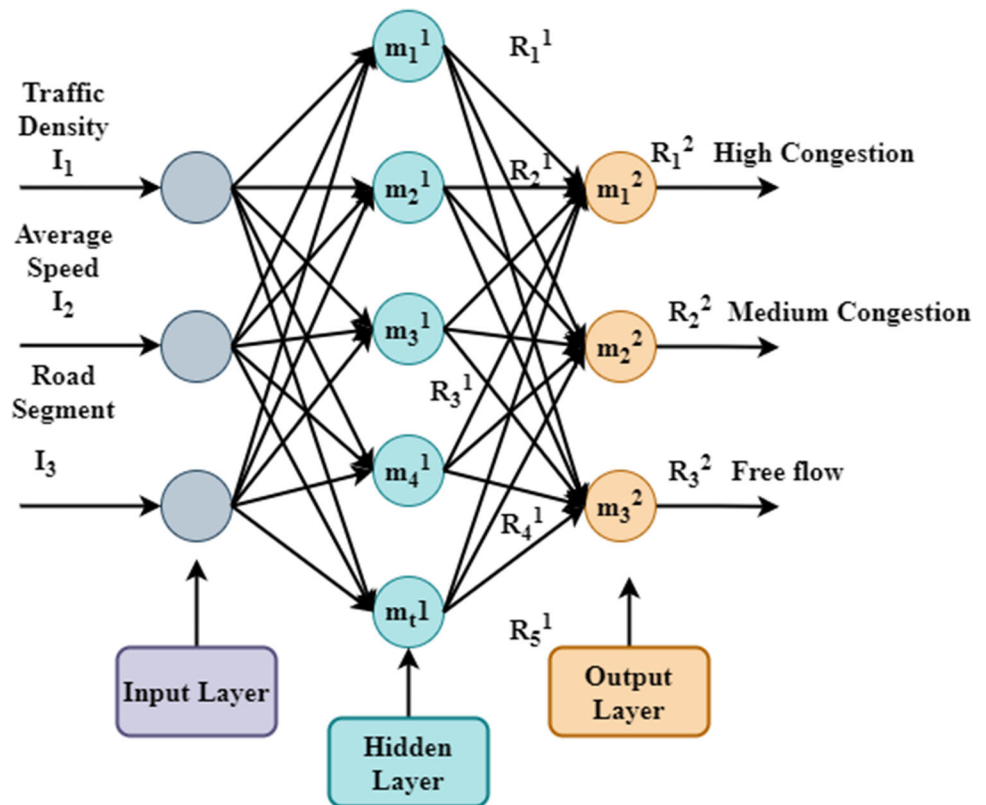 Traffic
Density
I₁
Average
Speed
I₂
Road
Segment
I₃
m₁¹
m₂¹
m₃¹
m₄¹
mₜ1
R₁¹
R₂¹
R₃¹
R₄¹
R₅¹
m₁²
m₂²
m₃²
R₁² High Congestion
R₂² Medium Congestion
R₃² Free flow
Input Layer
Hidden
Layer
Output
Layer